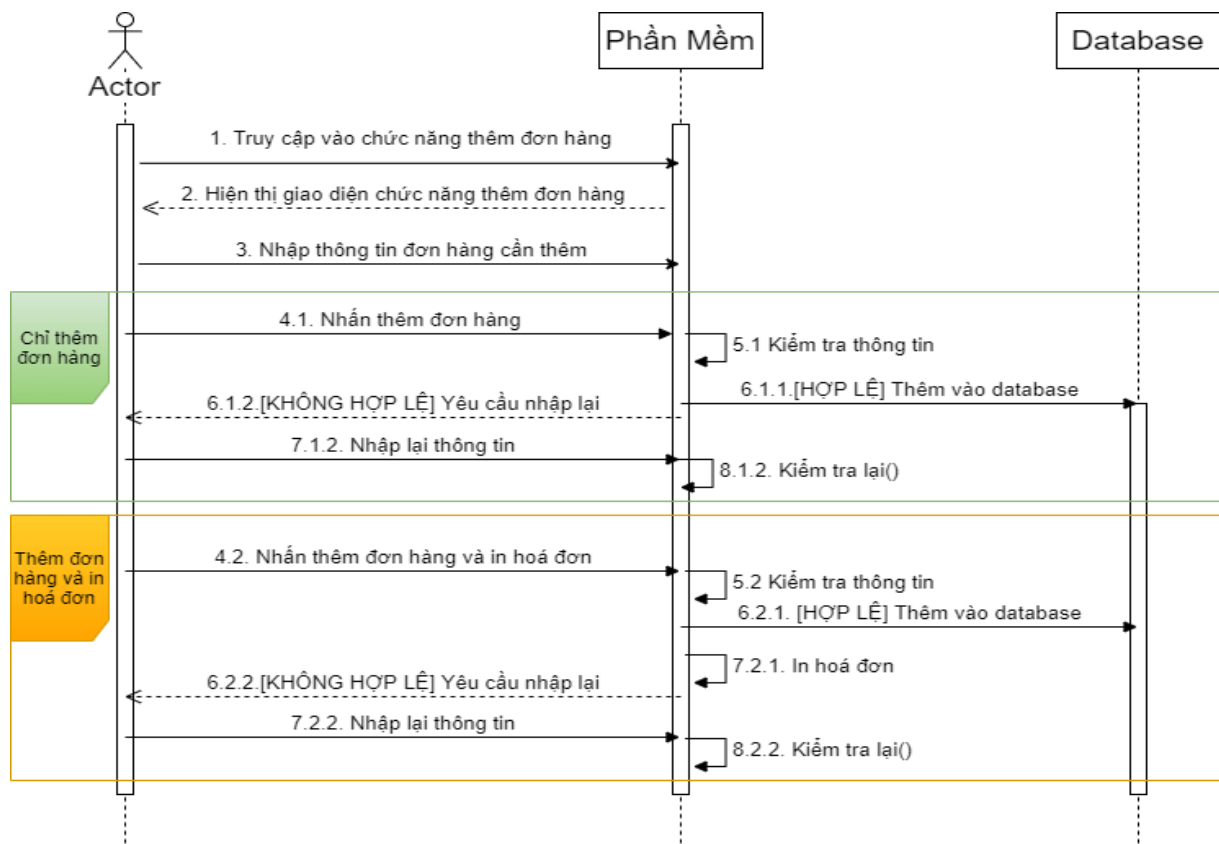 Actor
Phần Mềm
Database
1. Truy cập vào chức năng thêm đơn hàng
2. Hiện thị giao diện chức năng thêm đơn hàng
3. Nhập thông tin đơn hàng cần thêm
Chỉ thêm
đơn hàng
4.1. Nhấn thêm đơn hàng
5.1 Kiểm tra thông tin
6.1.1.[HỢP LỆ] Thêm vào database
6.1.2.[KHÔNG HỢP LỆ] Yêu cầu nhập lại
7.1.2. Nhập lại thông tin
8.1.2. Kiểm tra lại()
Thêm đơn
hàng và in
hoá đơn
4.2. Nhấn thêm đơn hàng và in hoá đơn
5.2 Kiểm tra thông tin
6.2.1. [HỢP LỆ] Thêm vào database
7.2.1. In hoá đơn
6.2.2.[KHÔNG HỢP LỆ] Yêu cầu nhập lại
7.2.2. Nhập lại thông tin
8.2.2. Kiểm tra lại()